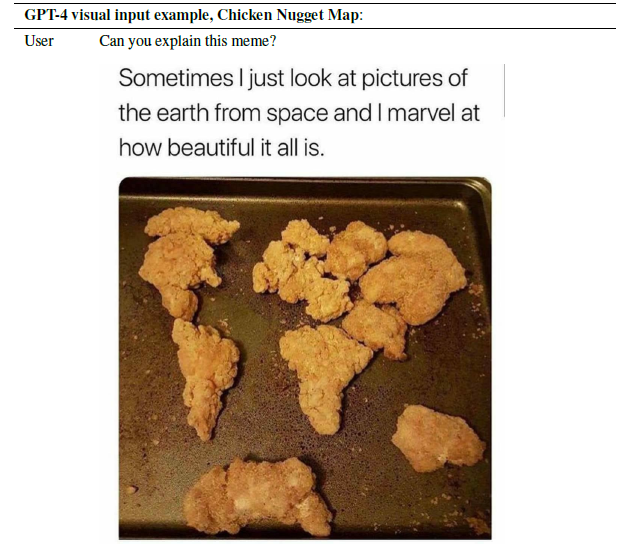 GPT-4 visual input example, Chicken Nugget Map:
User Can you explain this meme?
Sometimes I just look at pictures of
the earth from space and I marvel at
how beautiful it all is.